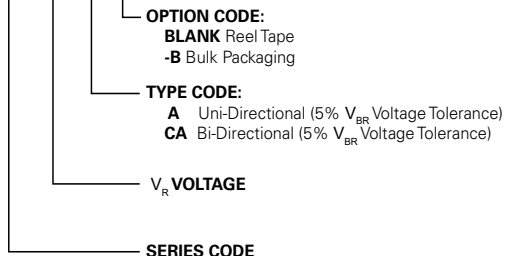 OPTION CODE:
BLANK Reel Tape
-B Bulk Packaging
TYPE CODE:
A Uni-Directional (5% VBR Voltage Tolerance)
CA Bi-Directional (5% VBR Voltage Tolerance)
VR VOLTAGE
SERIES CODE